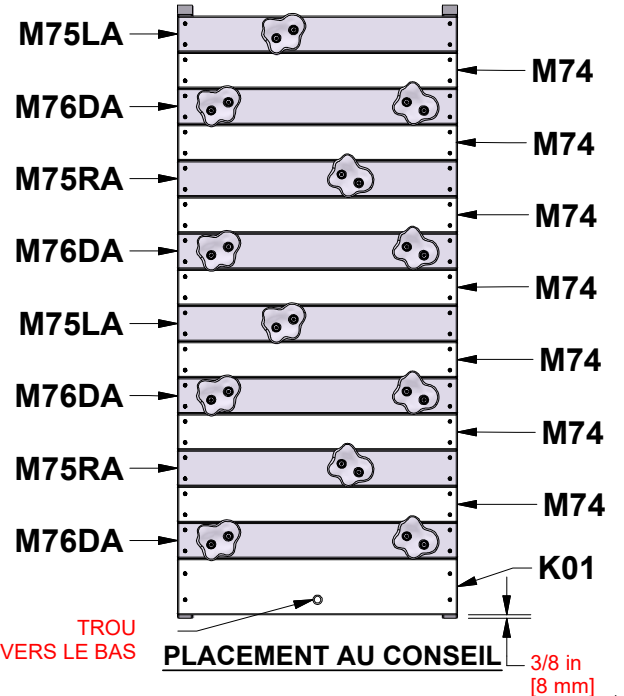 M75LA
M74
M76DA
M74
M75RA
M74
M76DA
M74
M75LA
M74
M76DA
M74
M75RA
M74
M76DA
K01
TROU
VERS LE BAS
PLACEMENT AU CONSEIL
3/8 in
[8 mm]